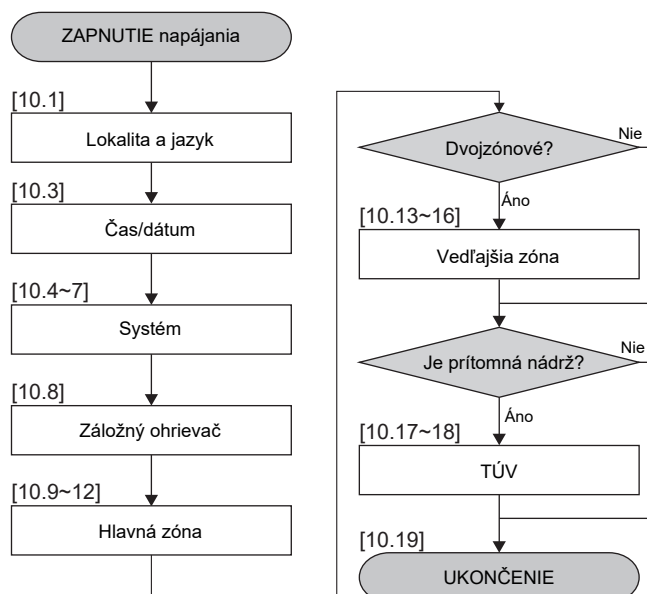 ZAPNUTIE napájania
[10.1]
Lokalita a jazyk
[10.3]
Čas/dátum
[10.4~7]
Systém
[10.8]
Záložný ohrievač
[10.9~12]
Hlavná zóna
Dvojzónové?
Nie
Áno
[10.13~16]
Vedľajšia zóna
Je prítomná nádrž?
Nie
Áno
[10.17~18]
TÚV
[10.19]
UKONČENIE